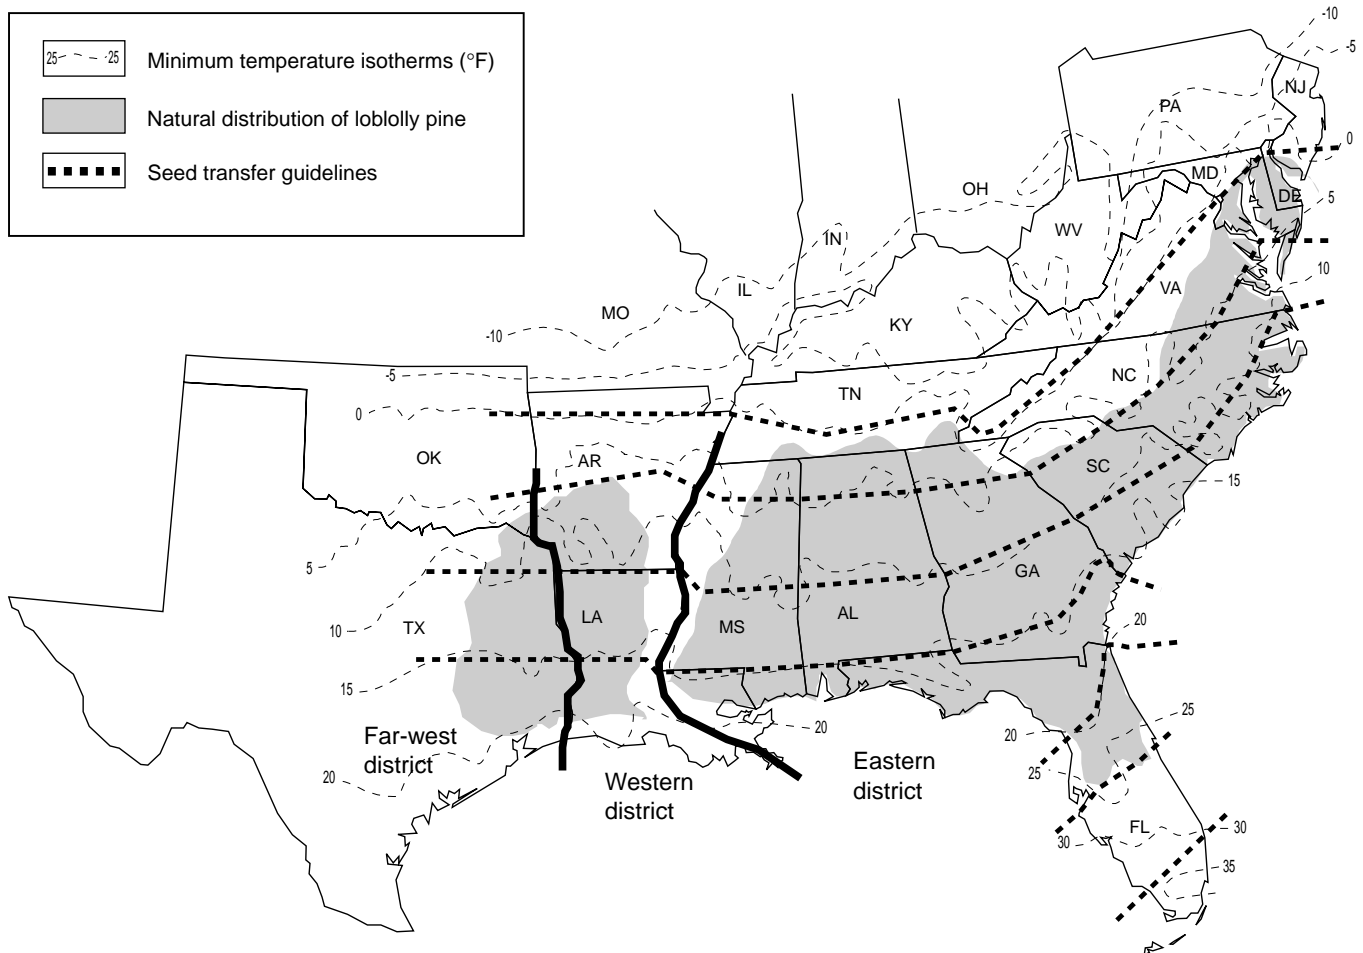 25 25 Minimum temperature isotherms (°F)
Natural distribution of loblolly pine
Seed transfer guidelines
-10
-5
NJ
PA
0
MD
OH
DE
5
WV
IN
10
VA
IL
MO
KY
-10
-5
NC
TN
0
OK
AR
SC
15
5
GA
LA
AL
MS
TX
10
20
15
25
20
20
Far-west
district
Eastern
district
25
20
Western
district
FL
30
30
35